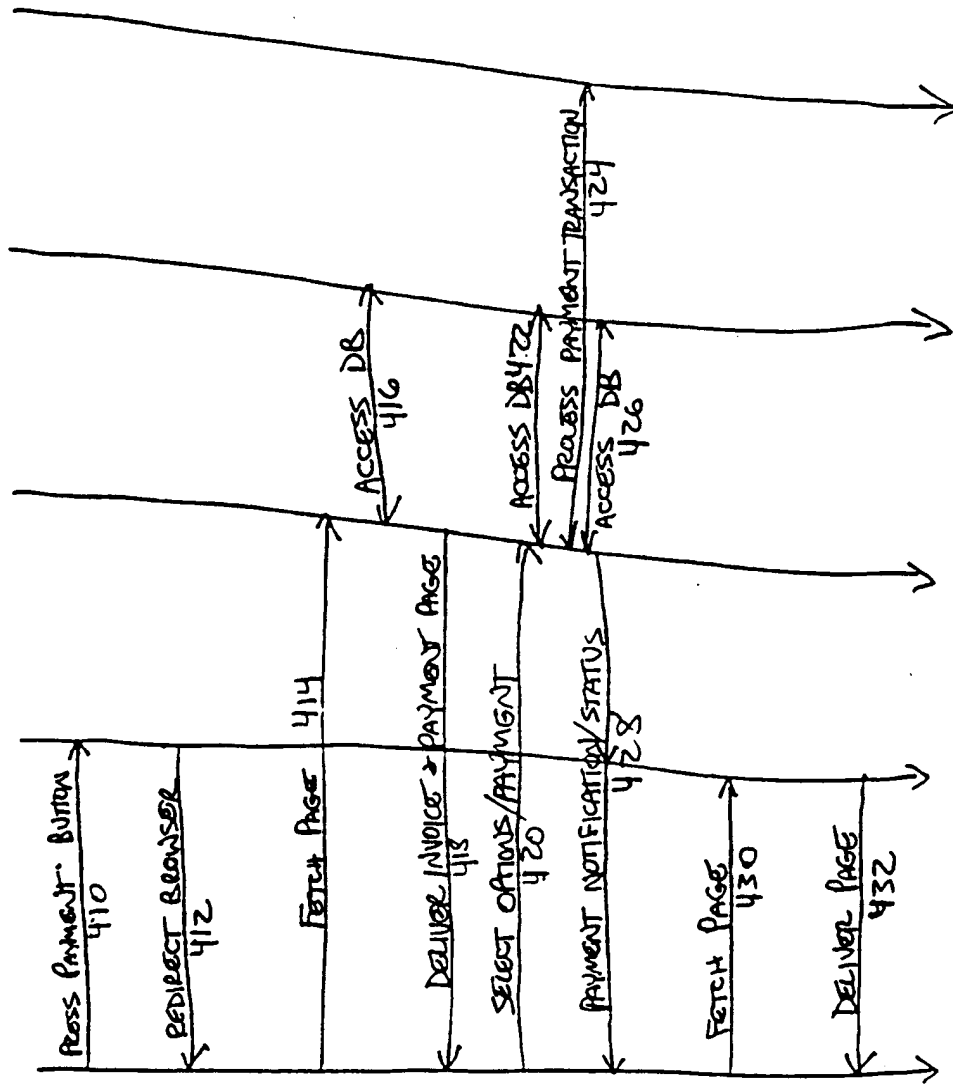 PRESS PAYMENT BUTTON
410
REDIRECT BROWSER
412
FETCH PAGE 414
ACCESS DB
416
DELIVER INVOICE & PAYMENT PAGE
418
SELECT OPTIONS/PAYMENT
420
ACCESS DB 422
PROCESS PAYMENT TRANSACTION
424
ACCESS DB
426
PAYMENT NOTIFICATION/STATUS
428
FETCH PAGE
430
DELIVER PAGE
432